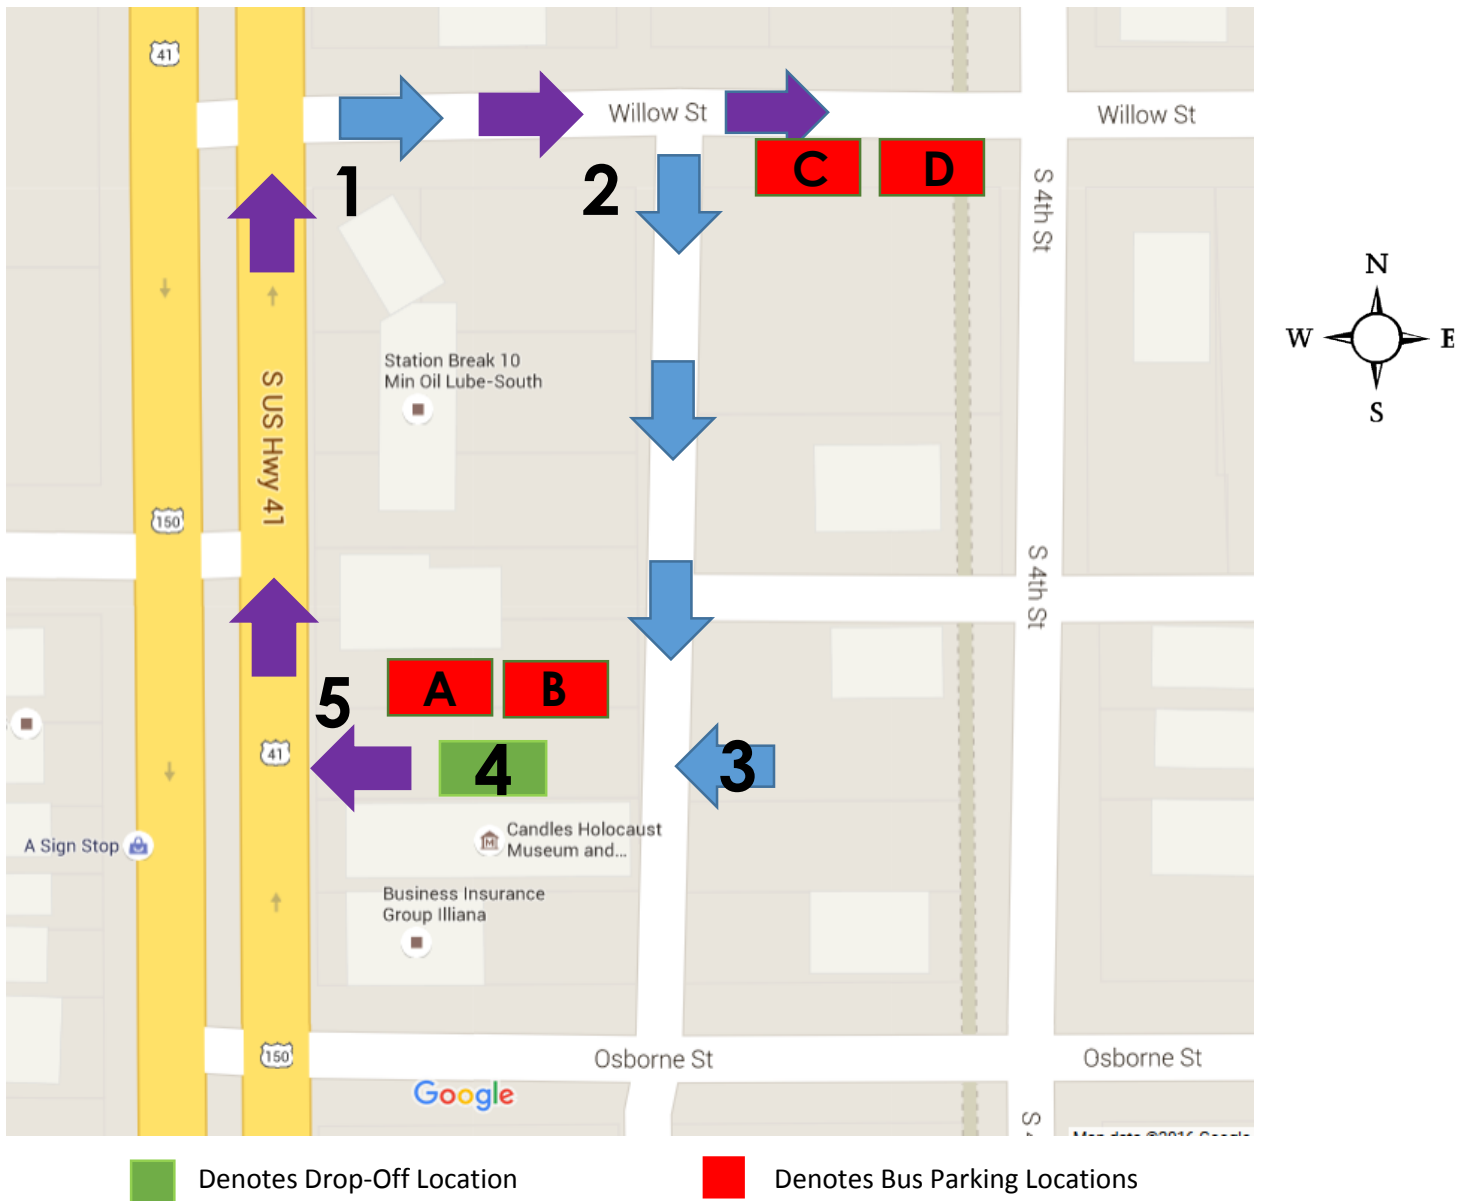 41
Willow St
Willow St
C
D
1
2
S 4th St
N
W
E
S
Station Break 10
Min Oil Lube-South
S US Hwy 41
150
S 4th St
A
B
5
41
4
3
A Sign Stop
Candles Holocaust
Museum and...
Business Insurance
Group Illiana
150
Osborne St
Osborne St
Google
Denotes Drop-Off Location
Denotes Bus Parking Locations